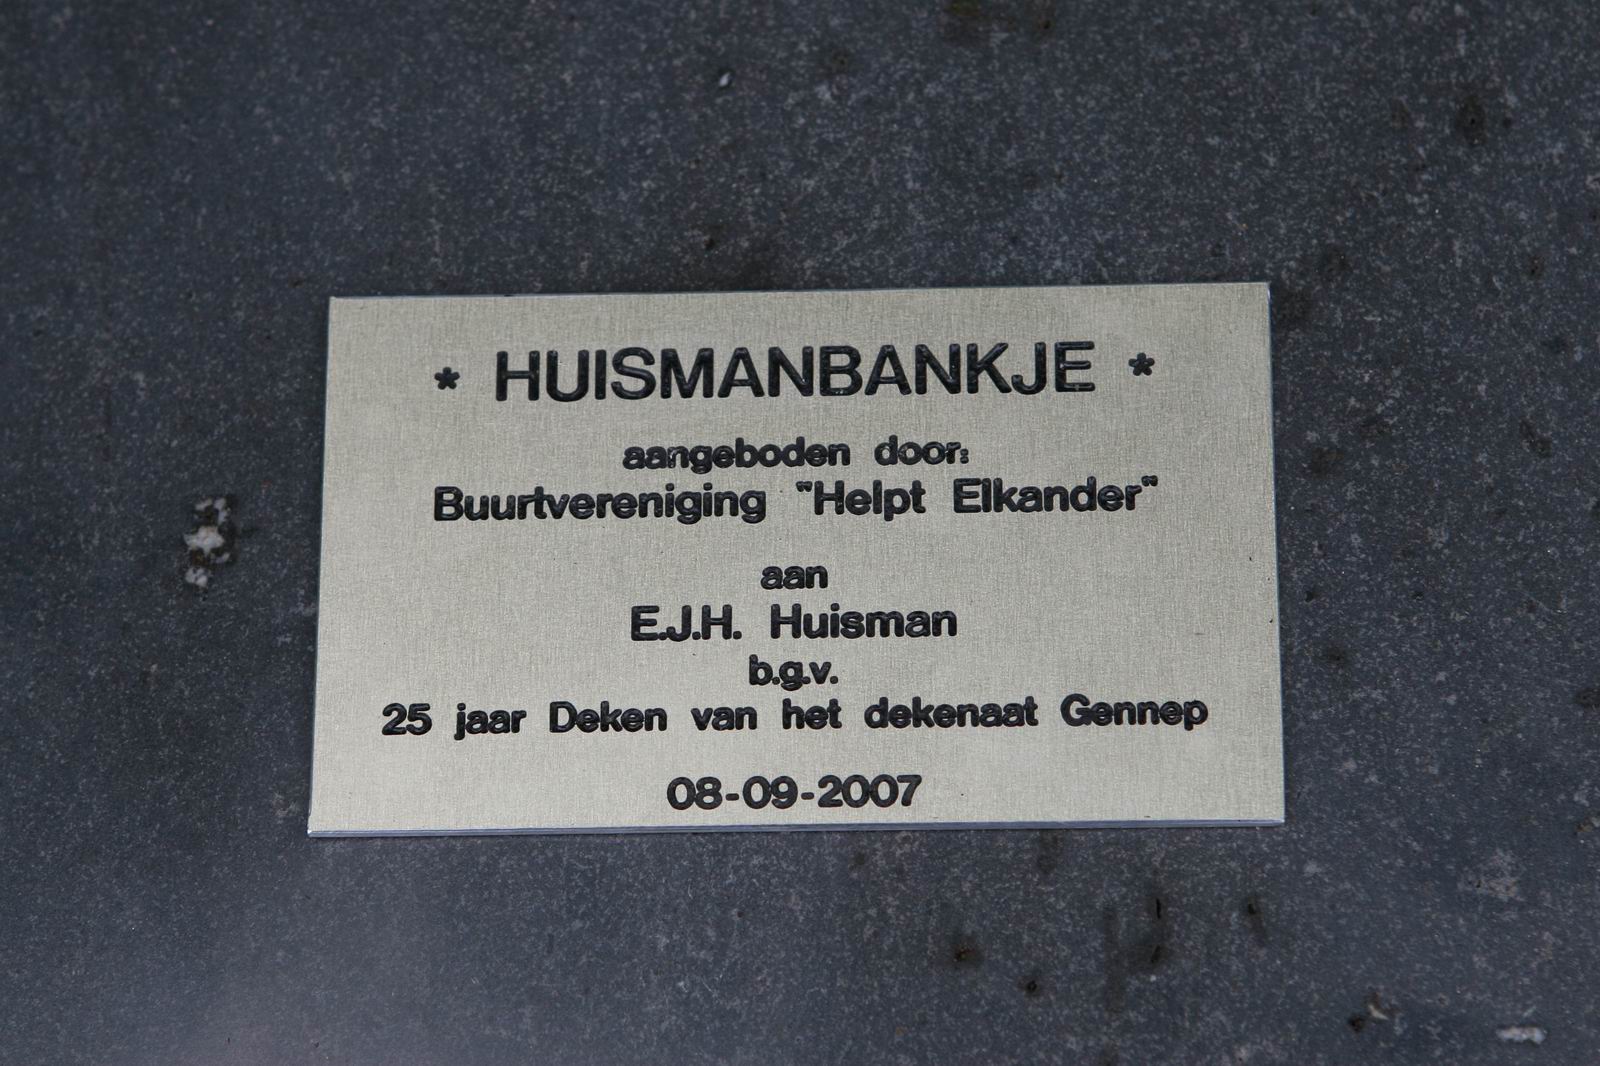 * HUISMANBANKJE *
aangeboden door:
Buurtvereniging "Helpt Elkander"
aan
E.J.H. Huisman
b.g.v.
25 jaar Deken van het dekenaat Gennep
08-09-2007